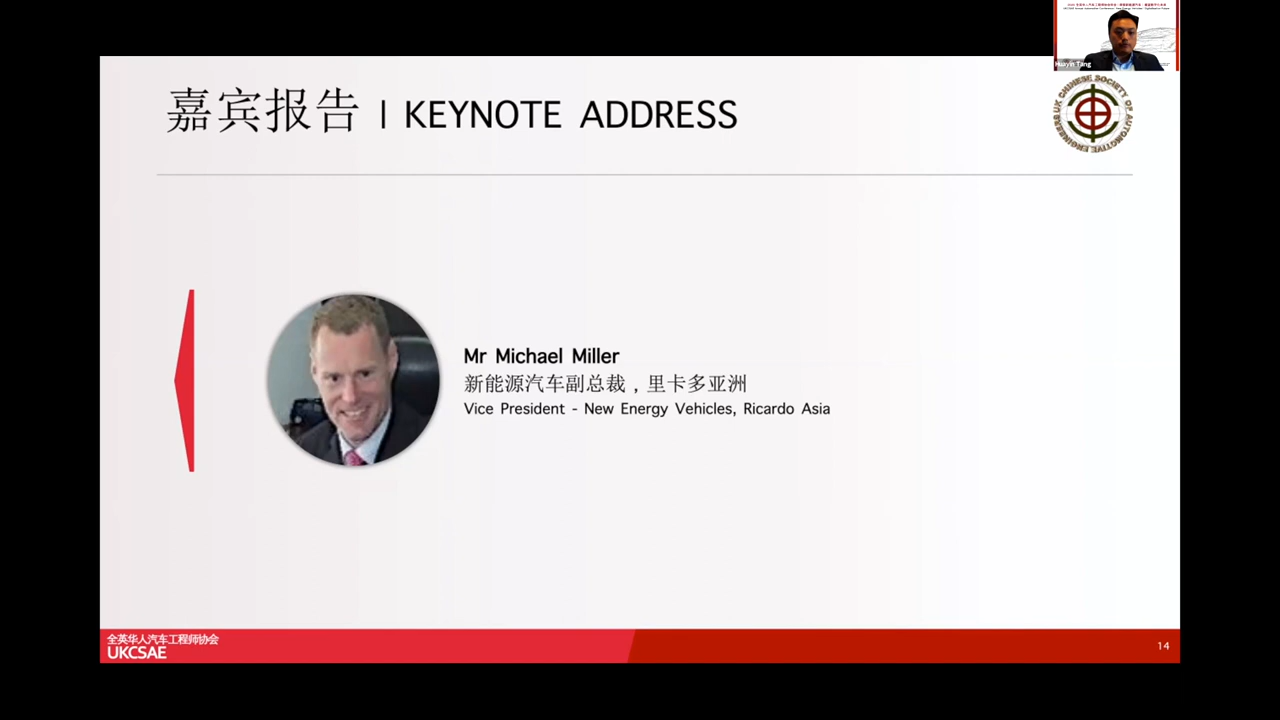 Huayin Tang
嘉宾报告 | KEYNOTE ADDRESS
UK CHINESE SOCIETY OF AUTOMOTIVE ENGINEERS
Mr Michael Miller
新能源汽车副总裁，里卡多亚洲
Vice President - New Energy Vehicles, Ricardo Asia
全英华人汽车工程师协会
UKCSAE
14